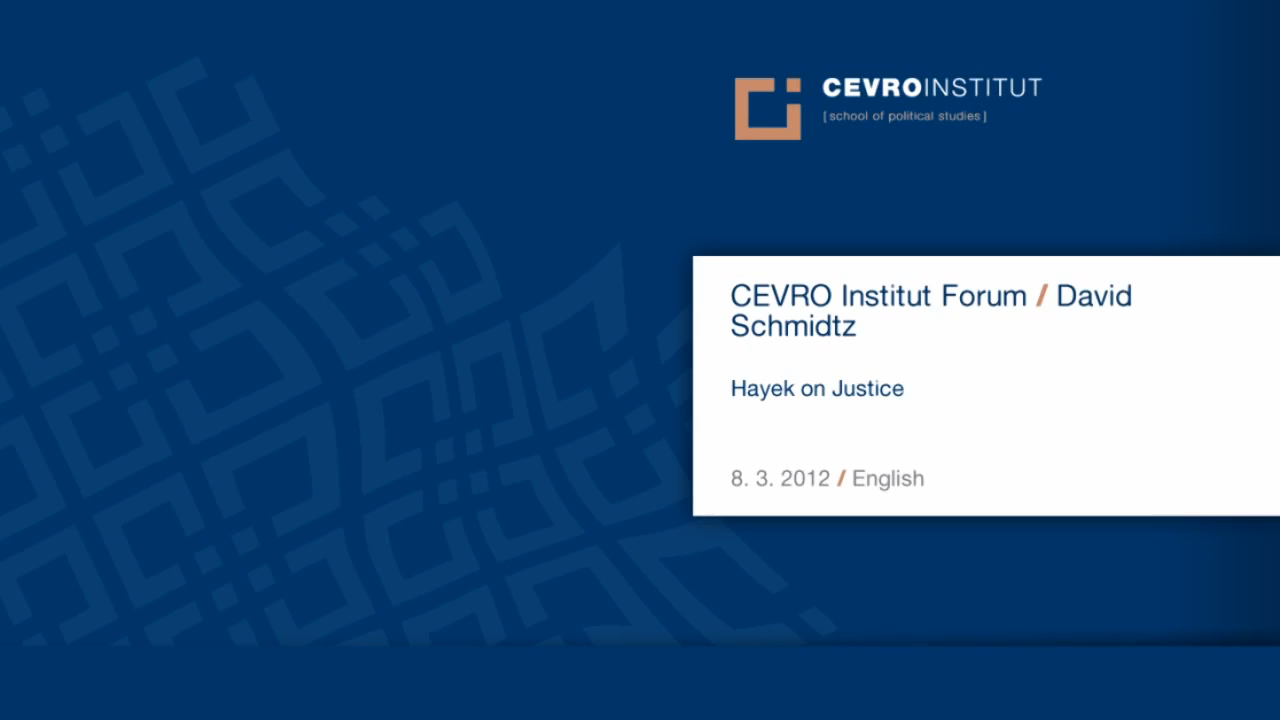 CEVROINSTITUT
[ school of political studies ]
CEVRO Institut Forum / David
Schmidtz
Hayek on Justice
8. 3. 2012 / English